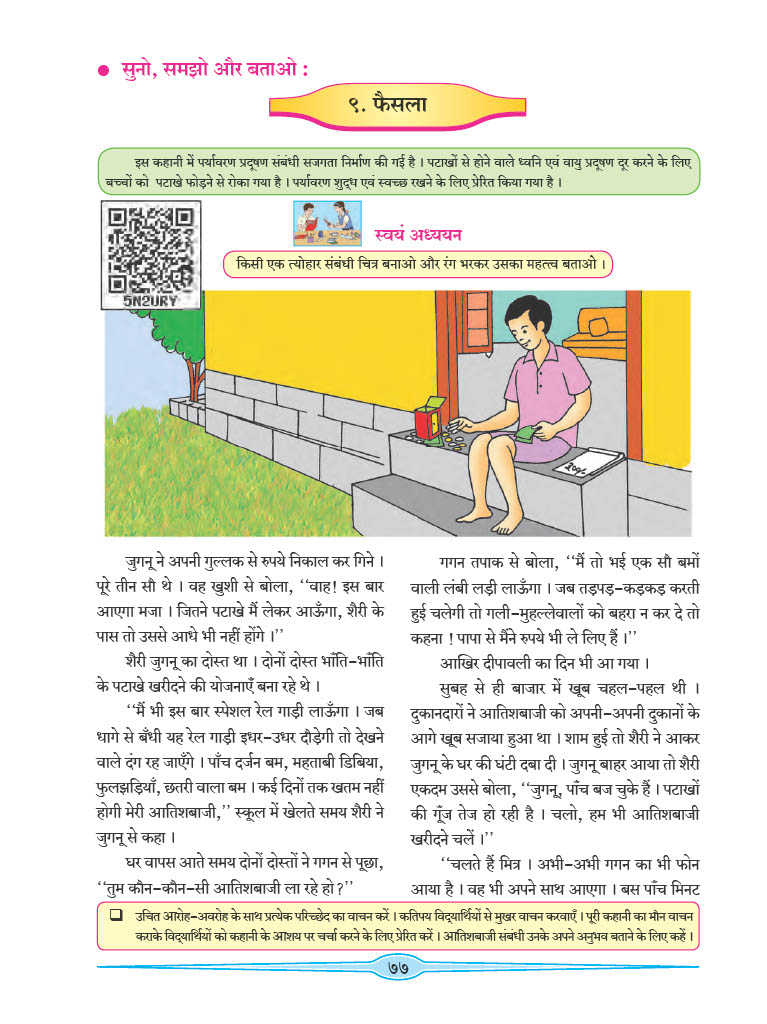 ● सुनो, समझो और बताओ :
९. फैसला
इस कहानी में पर्यावरण प्रदूषण संबंधी सजगता निर्माण की गई है । पटाखों से होने वाले ध्वनि एवं वायु प्रदूषण दूर करने के लिए
बच्चों को पटाखे फोड़ने से रोका गया है । पर्यावरण शुद्ध एवं स्वच्छ रखने के लिए प्रेरित किया गया है ।
5N2URY
स्वयं अध्ययन
किसी एक त्योहार संबंधी चित्र बनाओ और रंग भरकर उसका महत्त्व बताओ ।
३००/-
जुगनू ने अपनी गुल्लक से रुपये निकाल कर गिने ।
पूरे तीन सौ थे । वह खुशी से बोला, ‘‘वाह! इस बार
आएगा मजा । जितने पटाखे मैं लेकर आऊँगा, शैरी के
पास तो उससे आधे भी नहीं होंगे ।’’
शैरी जुगनू का दोस्त था । दोनों दोस्त भाँति-भाँति
के पटाखे खरीदने की योजनाएँ बना रहे थे ।
‘‘मैं भी इस बार स्पेशल रेल गाड़ी लाऊँगा । जब
धागे से बँधी यह रेल गाड़ी इधर-उधर दौड़ेगी तो देखने
वाले दंग रह जाएँगे । पाँच दर्जन बम, महताबी डिबिया,
फुलझड़ियाँ, छतरी वाला बम । कई दिनों तक खतम नहीं
होगी मेरी आतिशबाजी,’’ स्कूल में खेलते समय शैरी ने
जुगनू से कहा ।
घर वापस आते समय दोनों दोस्तों ने गगन से पूछा,
‘‘तुम कौन-कौन-सी आतिशबाजी ला रहे हो?’’
गगन तपाक से बोला, ‘‘मैं तो भई एक सौ बमों
वाली लंबी लड़ी लाऊँगा । जब तड़पड़-कड़कड़ करती
हुई चलेगी तो गली-मुहल्लेवालों को बहरा न कर दे तो
कहना ! पापा से मैंने रुपये भी ले लिए हैं ।’’
आखिर दीपावली का दिन भी आ गया ।
सुबह से ही बाजार में खूब चहल-पहल थी ।
दुकानदारों ने आतिशबाजी को अपनी-अपनी दुकानों के
आगे खूब सजाया हुआ था । शाम हुई तो शैरी ने आकर
जुगनू के घर की घंटी दबा दी । जुगनू बाहर आया तो शैरी
एकदम उससे बोला, ‘‘जुगनू, पाँच बज चुके हैं । पटाखों
की गूँज तेज हो रही है । चलो, हम भी आतिशबाजी
खरीदने चलें ।’’
‘‘चलते हैं मित्र । अभी-अभी गगन का भी फोन
आया है । वह भी अपने साथ आएगा । बस पाँच मिनट
❑ उचित आरोह-अवरोह के साथ प्रत्येक परिच्छेद का वाचन करें । कतिपय विद्यार्थियों से मुखर वाचन करवाएँ । पूरी कहानी का मौन वाचन
कराके विद्यार्थियों को कहानी के आशय पर चर्चा करने के लिए प्रेरित करें । आतिशबाजी संबंधी उनके अपने अनुभव बताने के लिए कहें ।
७७